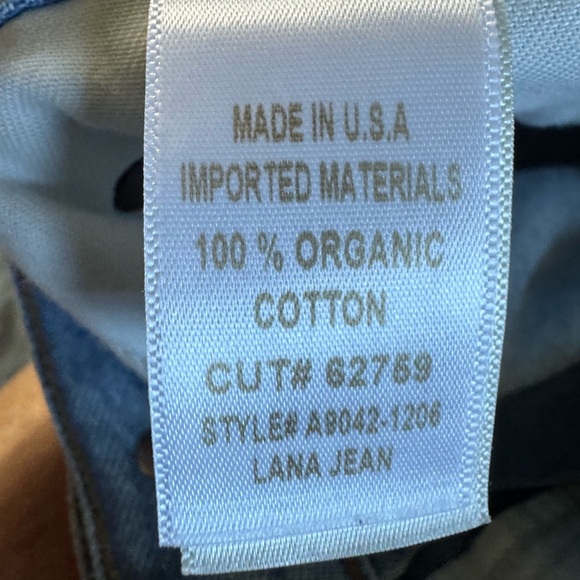 MADE IN U.S.A
IMPORTED MATERIALS
100 % ORGANIC
COTTON
CUT# 62759
STYLE# A9042-1206
LANA JEAN